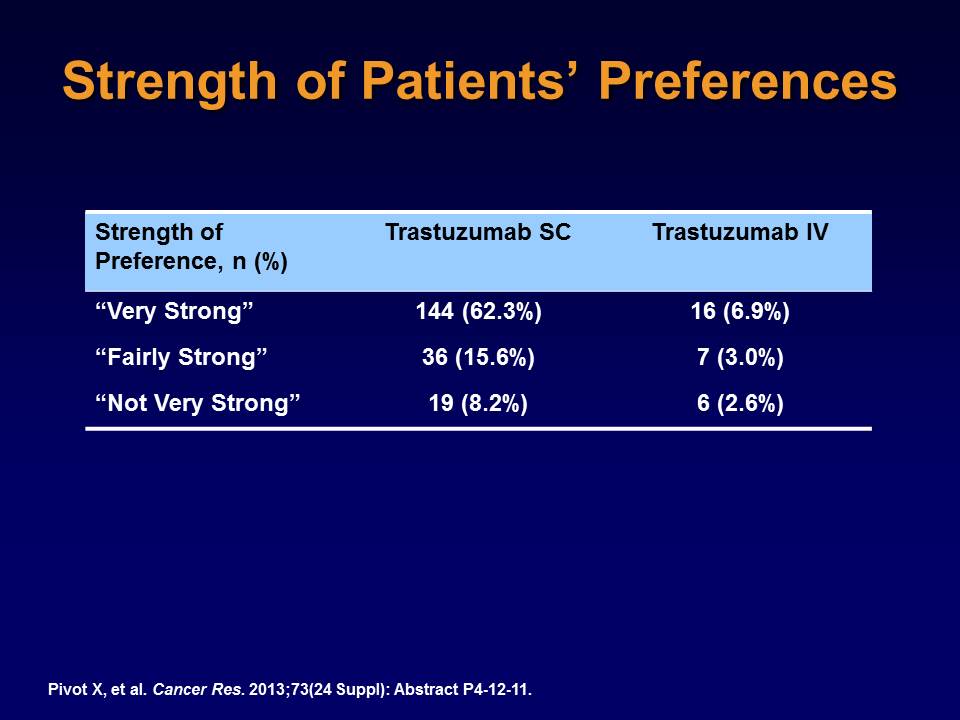 Strength of Patients’ Preferences
Strength of Preference, n (%) Trastuzumab SC Trastuzumab IV
“Very Strong” 144 (62.3%) 16 (6.9%)
“Fairly Strong” 36 (15.6%) 7 (3.0%)
“Not Very Strong” 19 (8.2%) 6 (2.6%)
Pivot X, et al. Cancer Res. 2013;73(24 Suppl): Abstract P4-12-11.